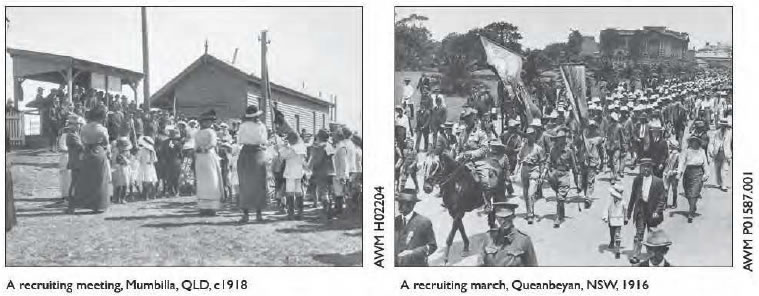 AWM H02204
AWM P01587.001
A recruiting meeting, Mumbilla, QLD, c1918
A recruiting march, Queanbeyan, NSW, 1916